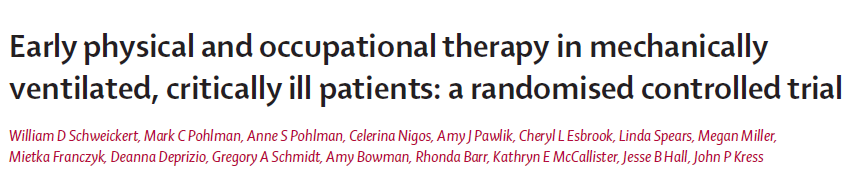 Early physical and occupational therapy in mechanically
ventilated, critically ill patients: a randomised controlled trial
William D Schweickert, Mark C Pohlman, Anne S Pohlman, Celerina Nigos, Amy J Pawlik, Cheryl L Esbrook, Linda Spears, Megan Miller,
Mietka Franczyk, Deanna Deprizio, Gregory A Schmidt, Amy Bowman, Rhonda Barr, Kathryn E McCallister, Jesse B Hall, John P Kress